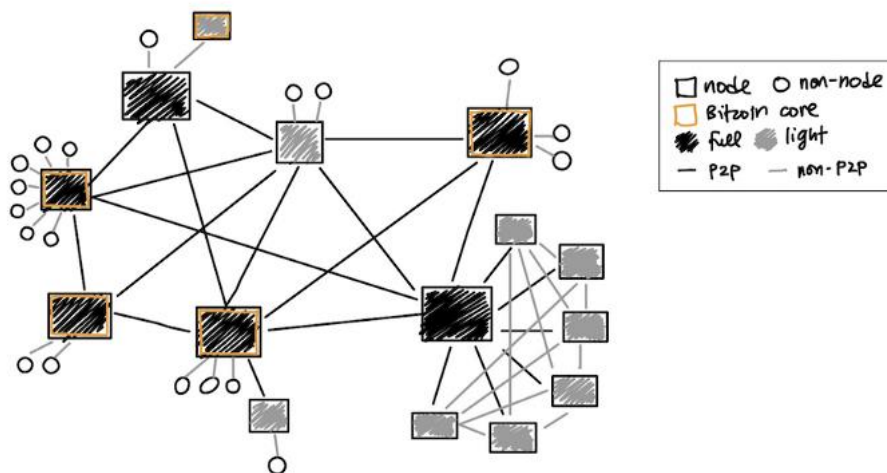 node non-node
Bitcoin core
full light
P2P non-P2P